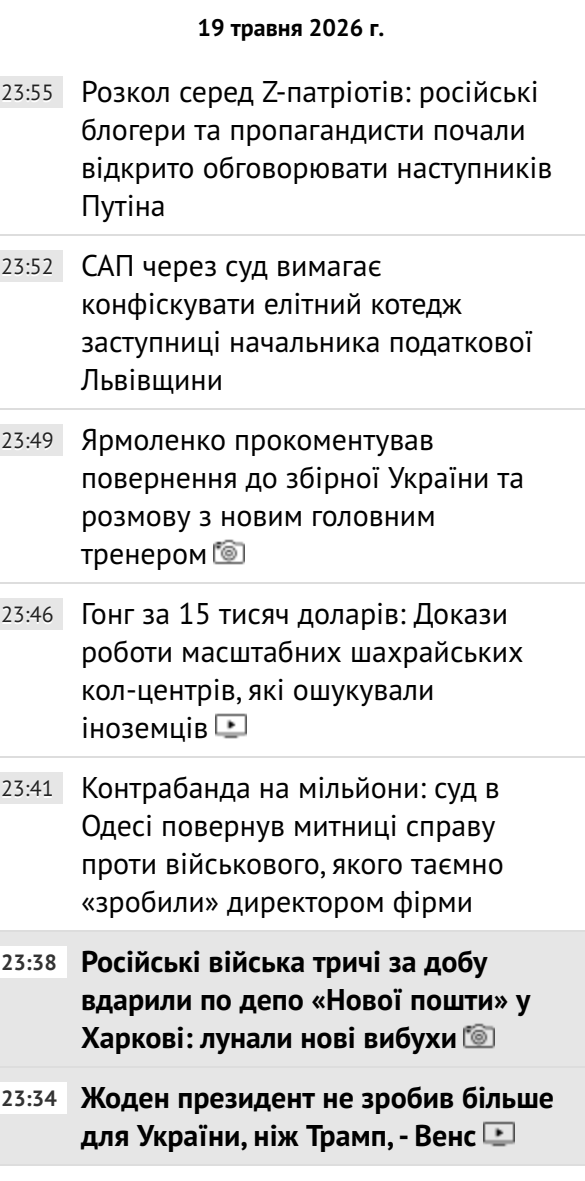 19 травня 2026 г.
23:55 Розкол серед Z-патріотів: російські
блогери та пропагандисти почали
відкрито обговорювати наступників
Путіна
23:52 САП через суд вимагає
конфіскувати елітний котедж
заступниці начальника податкової
Львівщини
23:49 Ярмоленко прокоментував
повернення до збірної України та
розмову з новим головним
тренером
23:46 Гонг за 15 тисяч доларів: Докази
роботи масштабних шахрайських
кол-центрів, які ошукували
іноземців
23:41 Контрабанда на мільйони: суд в
Одесі повернув митниці справу
проти військового, якого таємно
«зробили» директором фірми
23:38 Російські війська тричі за добу
вдарили по депо «Нової пошти» у
Харкові: лунали нові вибухи
23:34 Жоден президент не зробив більше
для України, ніж Трамп, - Венс